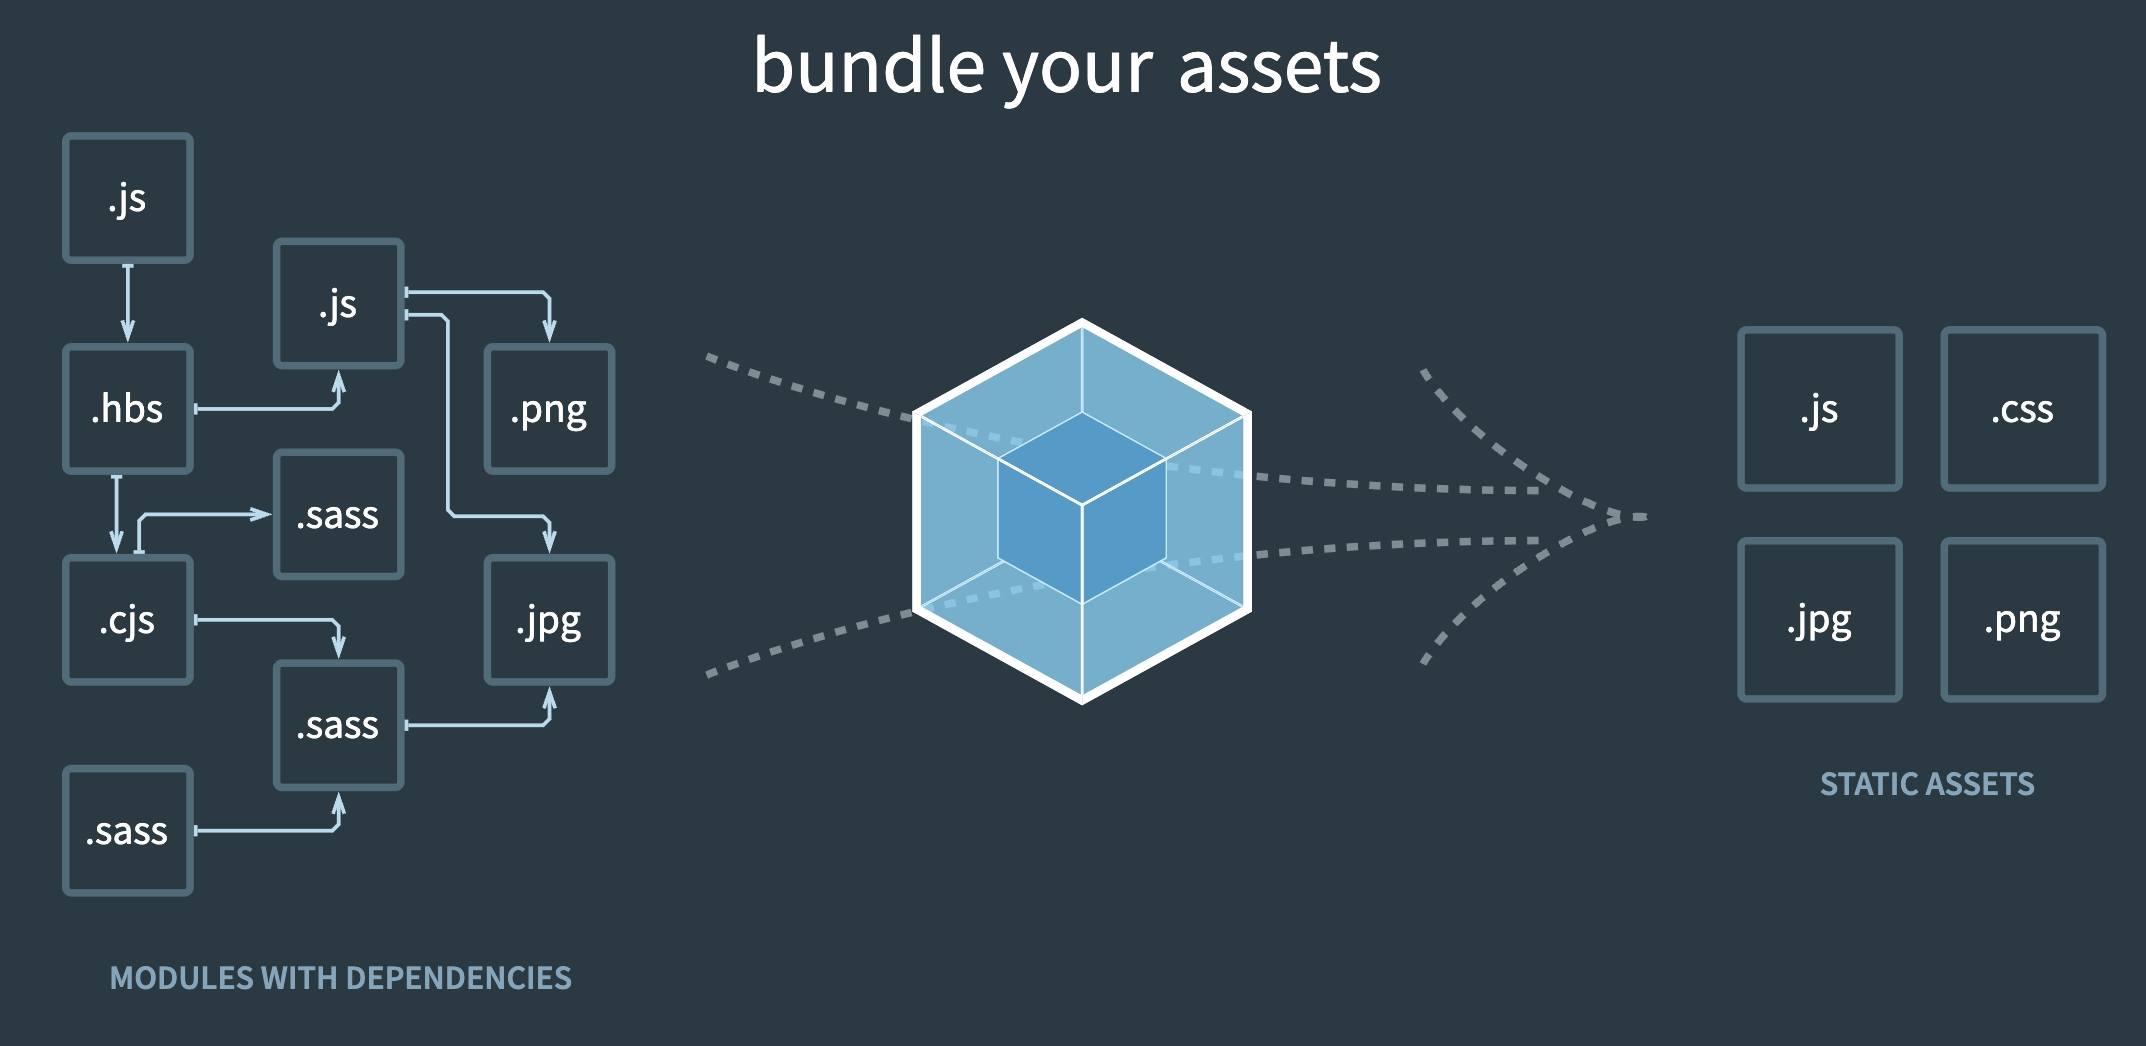 bundle your assets
.js
.js
.hbs
.png
.sass
.cjs
.jpg
.sass
.sass
MODULES WITH DEPENDENCIES
.js
.css
.jpg
.png
STATIC ASSETS